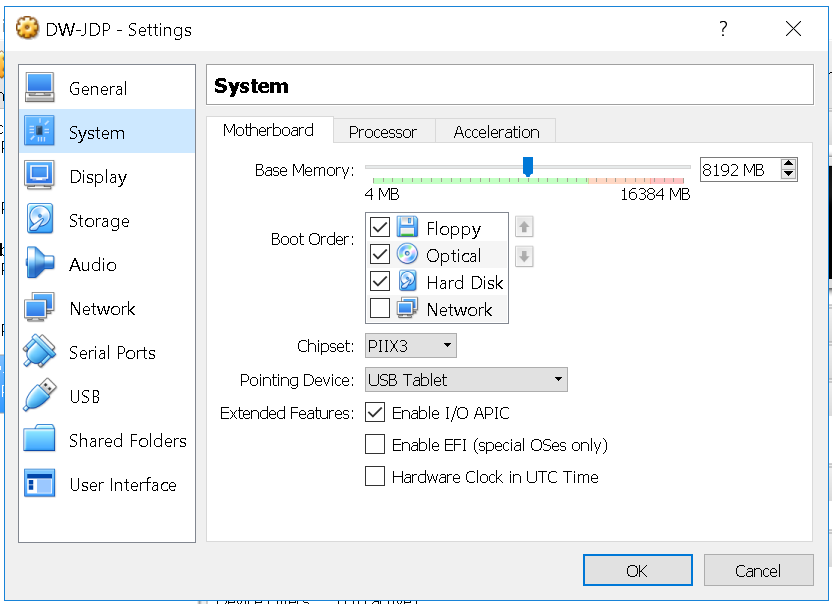 DW-JDP - Settings
?
General
System
Display
Storage
Audio
Network
Serial Ports
USB
Shared Folders
User Interface
System
Motherboard
Processor
Acceleration
Base Memory:
8192 MB
4 MB
16384 MB
Boot Order:
Floppy
Optical
Hard Disk
Network
Chipset: PIIX3
Pointing Device: USB Tablet
Extended Features: Enable I/O APIC
Enable EFI (special OSes only)
Hardware Clock in UTC Time
OK
Cancel